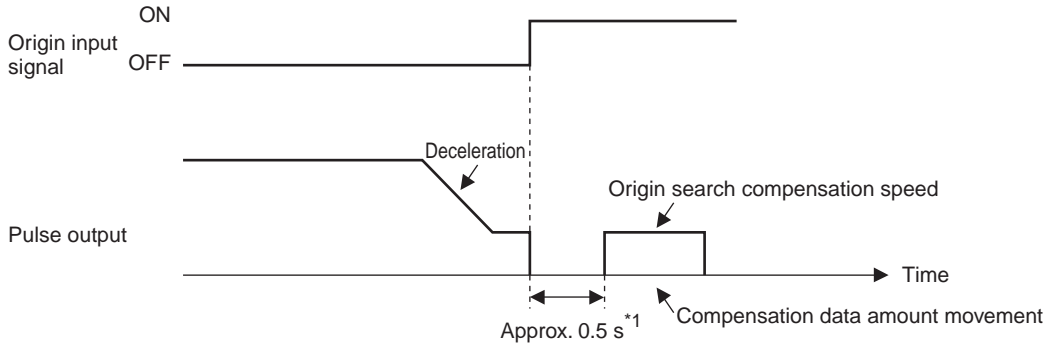 ON
Origin input
signal
OFF
Deceleration
Origin search compensation speed
Pulse output
Time
Approx. 0.5 s*1
Compensation data amount movement